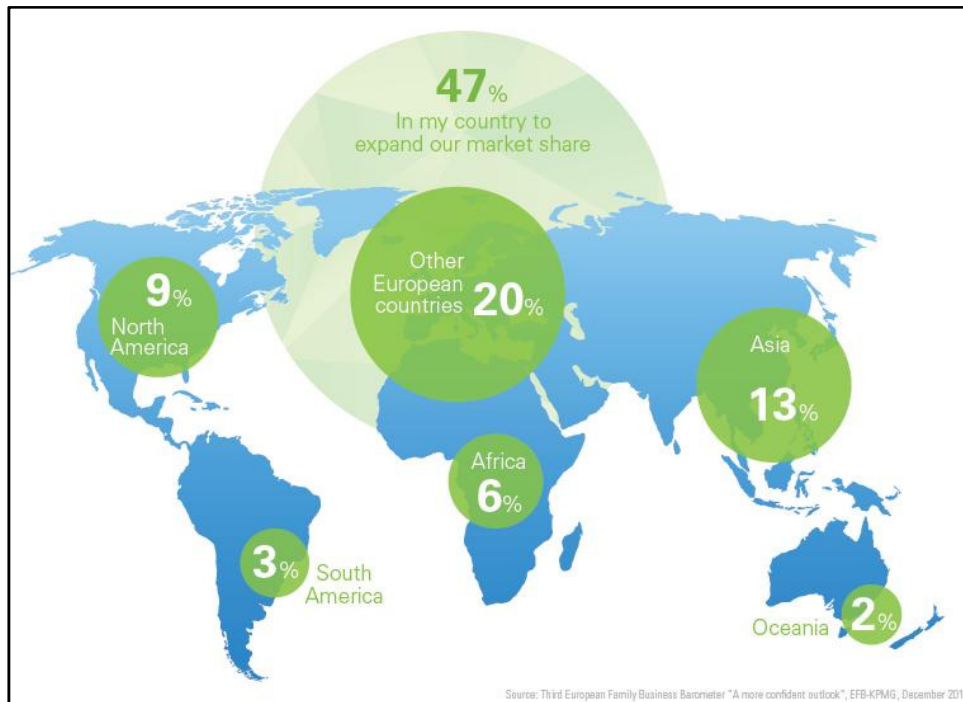 47%
In my country to
expand our market share
Other
European
countries 20%
9%
North
America
Asia
13%
Africa
6%
3% South
America
2%
Oceania
Source: Third European Family Business Barometer "A more confident outlook", EFB-KPMG, December 201